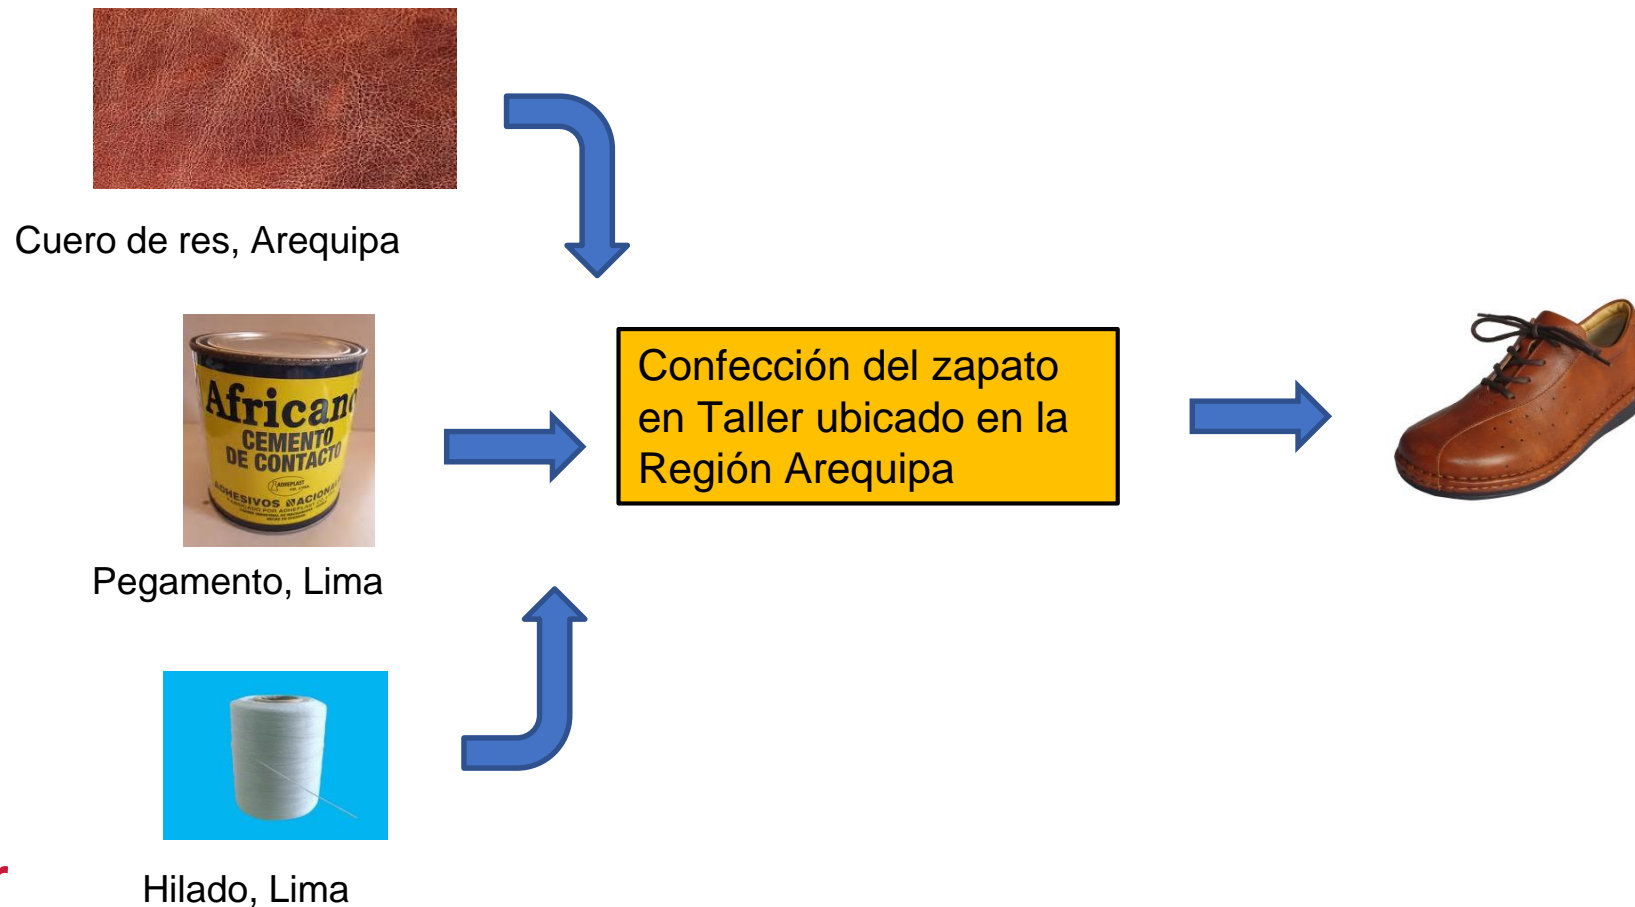 Cuero de res, Arequipa
Africano
CEMENTO
DE CONTACTO
ADHEPLAST
ADHESIVOS NACIONAL
Pegamento, Lima
Confección del zapato
en Taller ubicado en la
Región Arequipa
Hilado, Lima